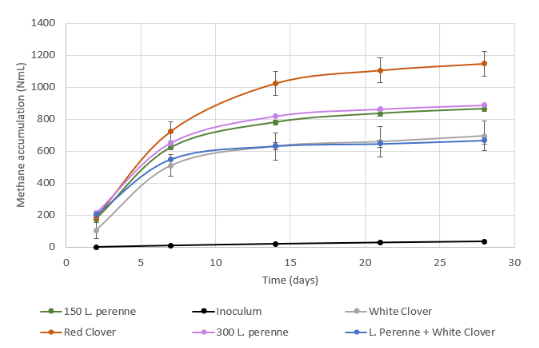 1400
1200
1000
800
600
400
200
0
Methane accumulation (NmL)
0 5 10 15 20 25 30
Time (days)
150 L. perenne Inoculum White Clover
Red Clover 300 L. perenne L. Perenne + White Clover